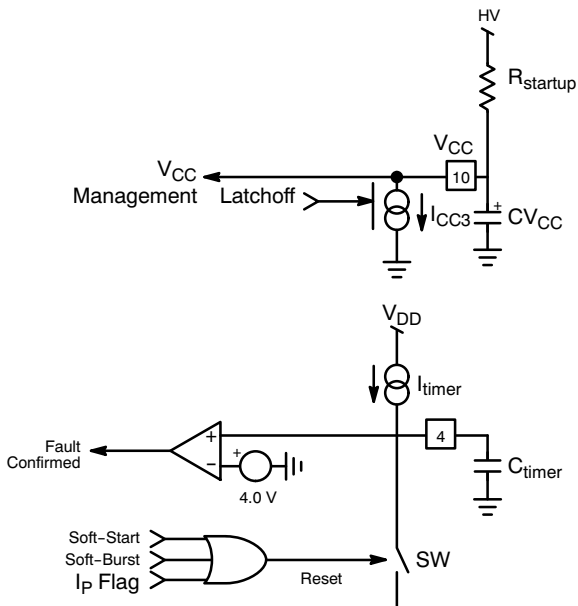 HV
R_startup
V_CC
V_CC
Management
Latchoff
10
I_CC3
+
CV_CC
V_DD
I_timer
4
C_timer
+
−
+
4.0 V
Fault
Confirmed
Soft−Start
Soft−Burst
I_P Flag
Reset
SW